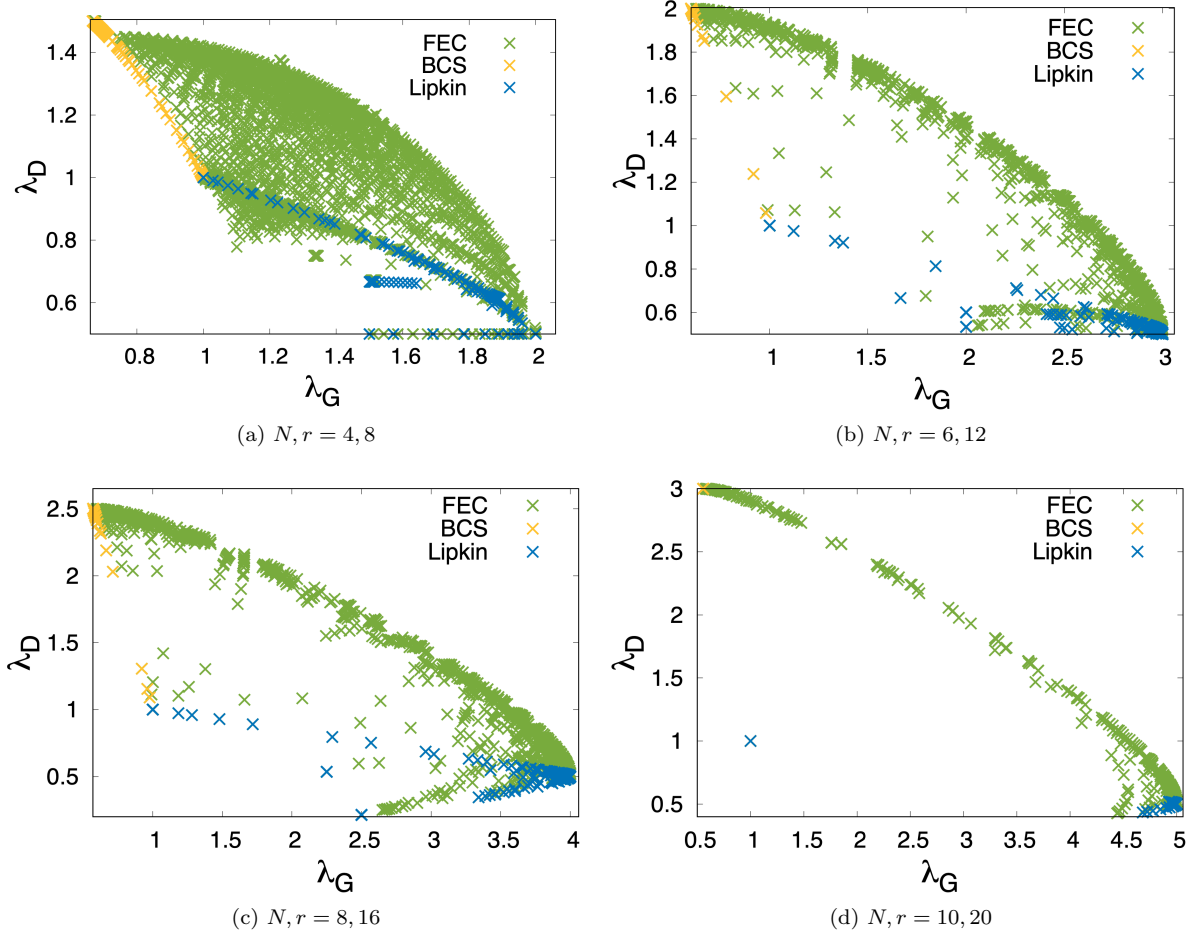 FEC
BCS
Lipkin
1.4
1.2
1
0.8
0.6
λD
0.8 1 1.2 1.4 1.6 1.8 2
λG
(a) N, r = 4, 8
FEC
BCS
Lipkin
2
1.8
1.6
1.4
1.2
1
0.8
0.6
λD
1 1.5 2 2.5 3
λG
(b) N, r = 6, 12
FEC
BCS
Lipkin
2.5
2
1.5
1
0.5
λD
1 1.5 2 2.5 3 3.5 4
λG
(c) N, r = 8, 16
FEC
BCS
Lipkin
3
2.5
2
1.5
1
0.5
λD
0.5 1 1.5 2 2.5 3 3.5 4 4.5 5
λG
(d) N, r = 10, 20